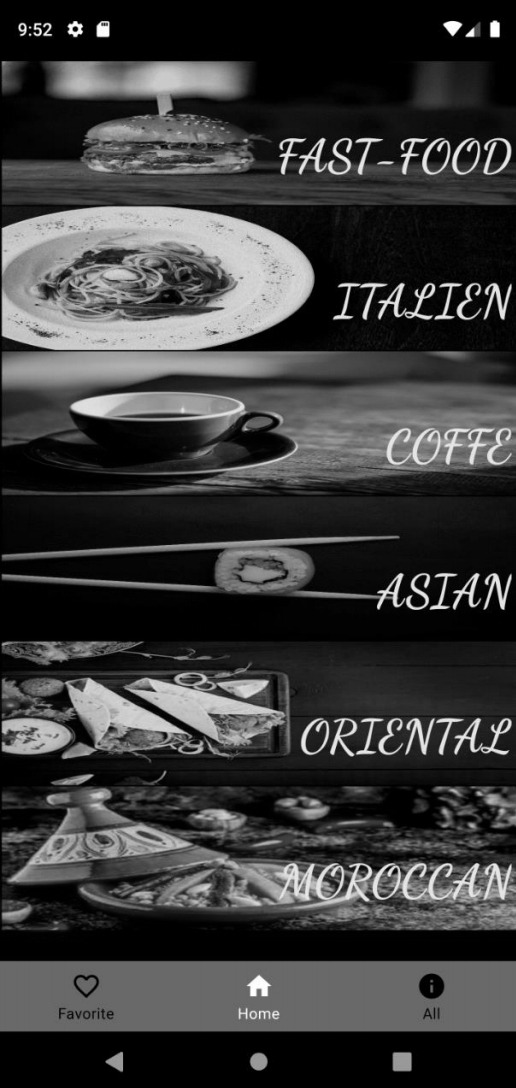 9:52
FAST-FOOD
ITALIEN
COFFE
ASIAN
ORIENTAL
MOROCCAN
Favorite
Home
All